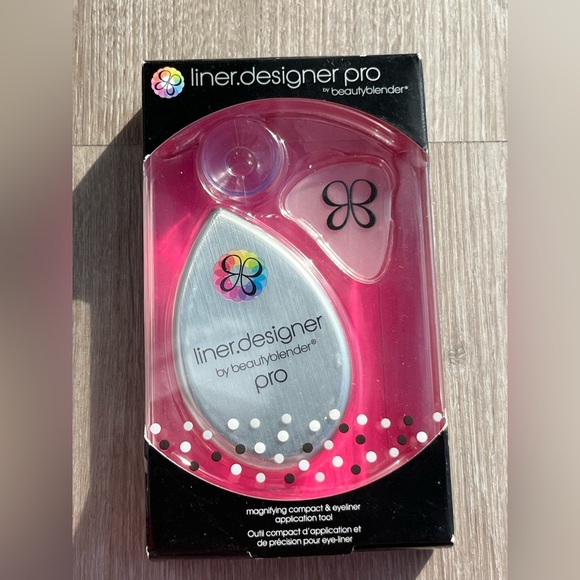 liner.designer pro
by beautyblender®
liner.designer
by beautyblender®
pro
magnifying compact & eyeliner
application tool
Outil compact d'application et
de précision pour eye-liner